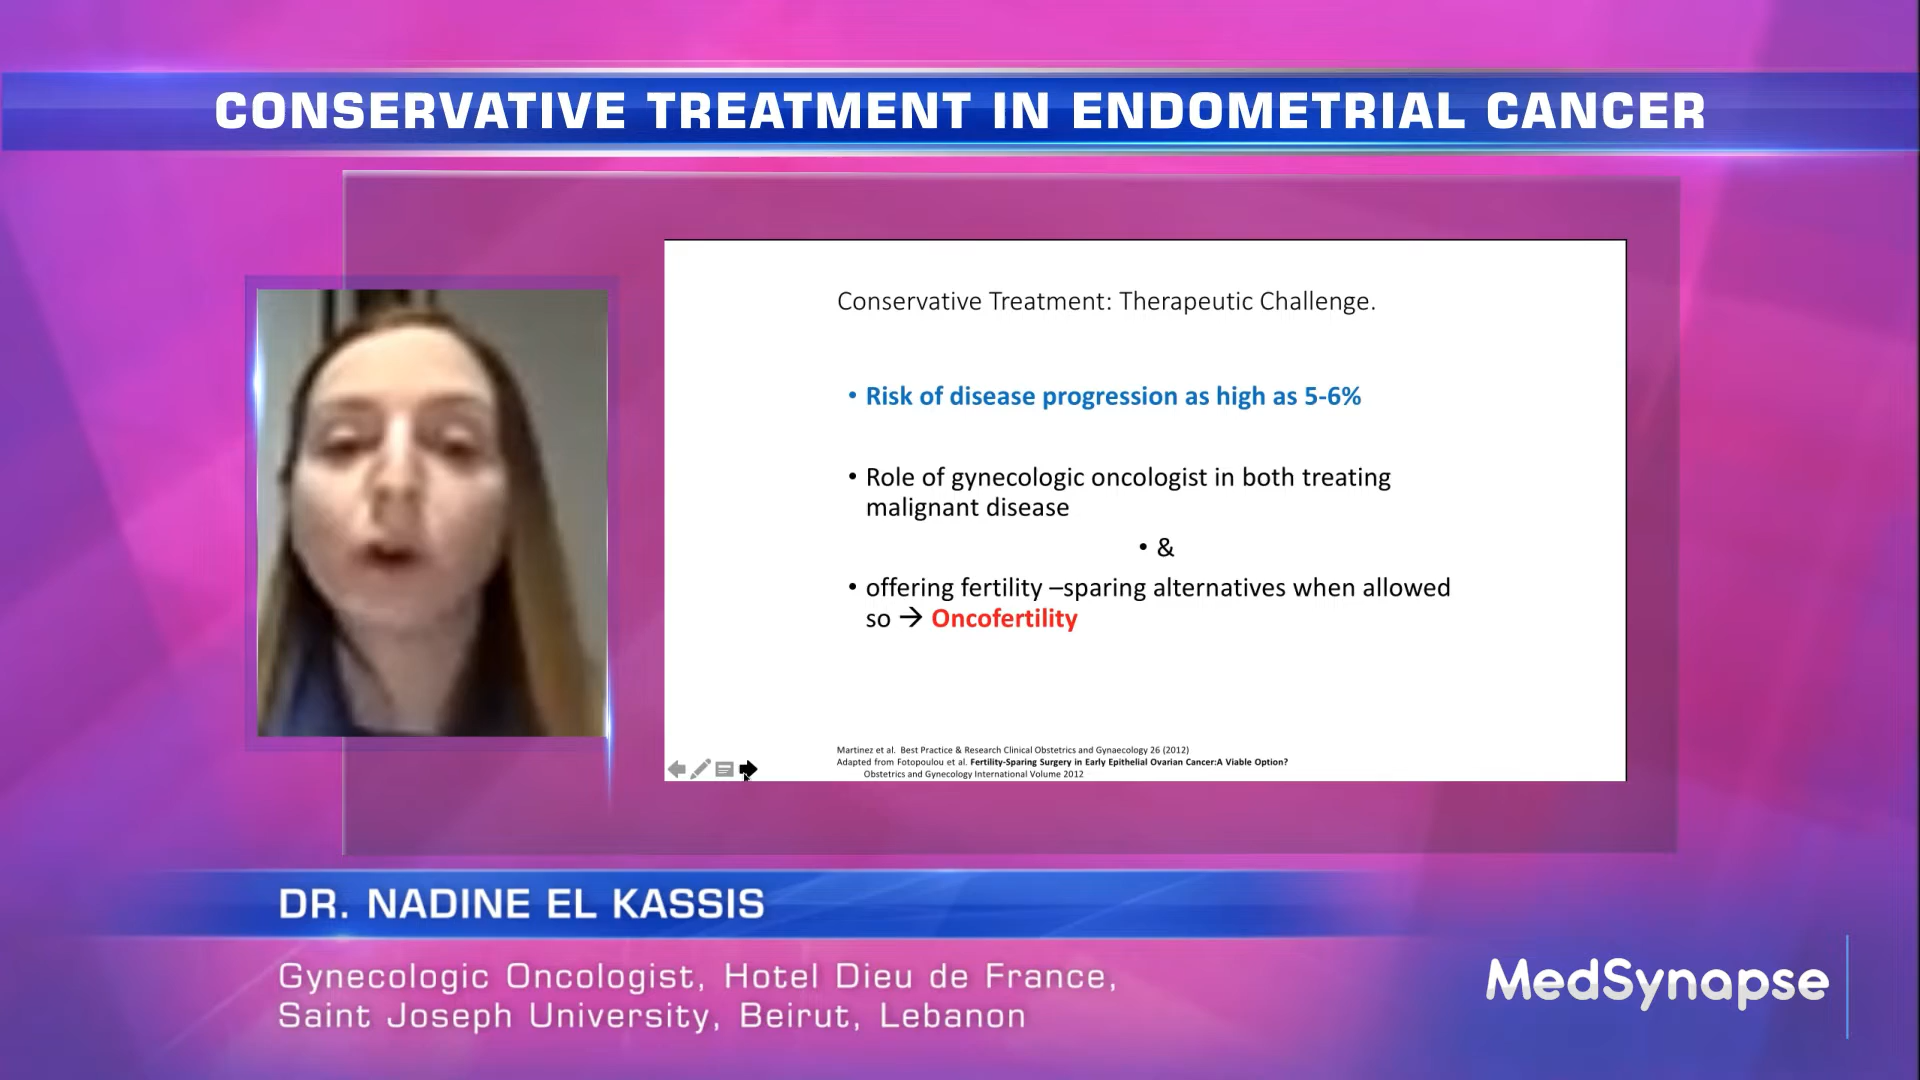 CONSERVATIVE TREATMENT IN ENDOMETRIAL CANCER
Conservative Treatment: Therapeutic Challenge.
• Risk of disease progression as high as 5-6%
• Role of gynecologic oncologist in both treating
malignant disease
• &
• offering fertility –sparing alternatives when allowed
so → Oncofertility
Martinez et al. Best Practice & Research Clinical Obstetrics and Gynaecology 26 (2012)
Adapted from Fotopoulou et al. Fertility-Sparing Surgery in Early Epithelial Ovarian Cancer:A Viable Option?
Obstetrics and Gynecology International Volume 2012
DR. NADINE EL KASSIS
Gynecologic Oncologist, Hotel Dieu de France,
Saint Joseph University, Beirut, Lebanon
MedSynapse